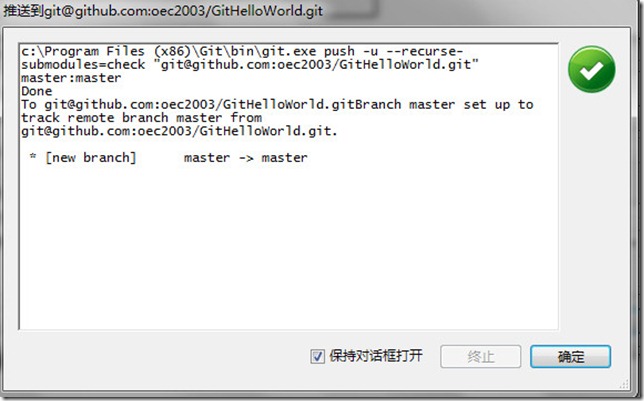 推送到git@github.com:oec2003/GitHelloWorld.git
c:\Program Files (x86)\Git\bin\git.exe push -u --recurse-
submodules=check "git@github.com:oec2003/GitHelloWorld.git"
master:master
Done
To git@github.com:oec2003/GitHelloWorld.gitBranch master set up to
track remote branch master from
git@github.com:oec2003/GitHelloWorld.git.
* [new branch]      master -> master
保持对话框打开
终止
确定